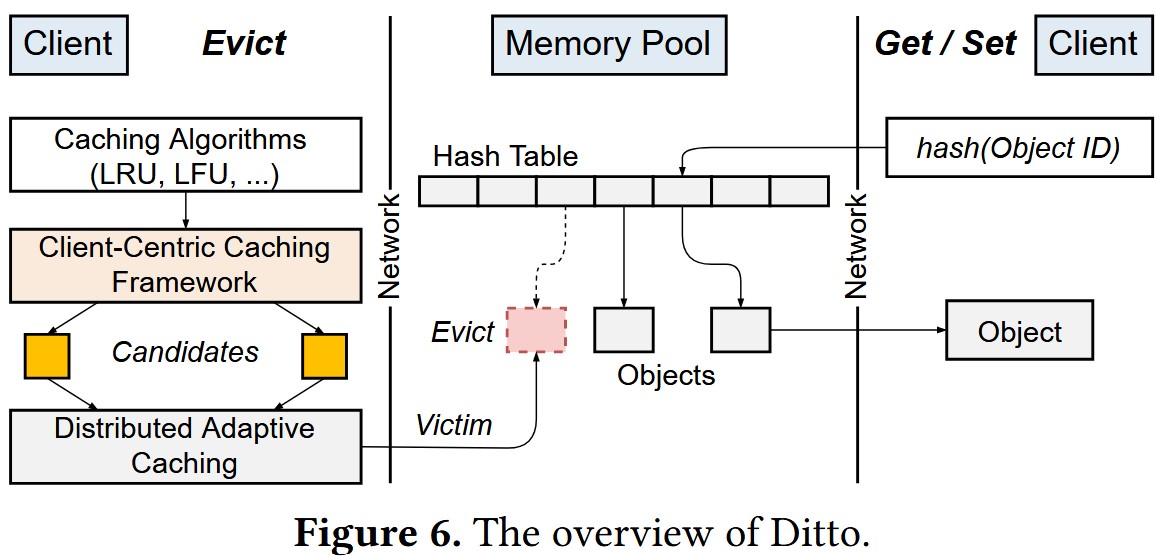 Client
Evict
Memory Pool
Get / Set
Client
Caching Algorithms
(LRU, LFU, ...)
Client-Centric Caching
Framework
Candidates
Distributed Adaptive
Caching
Network
Hash Table
Evict
Objects
Victim
Network
hash(Object ID)
Object
Figure 6. The overview of Ditto.